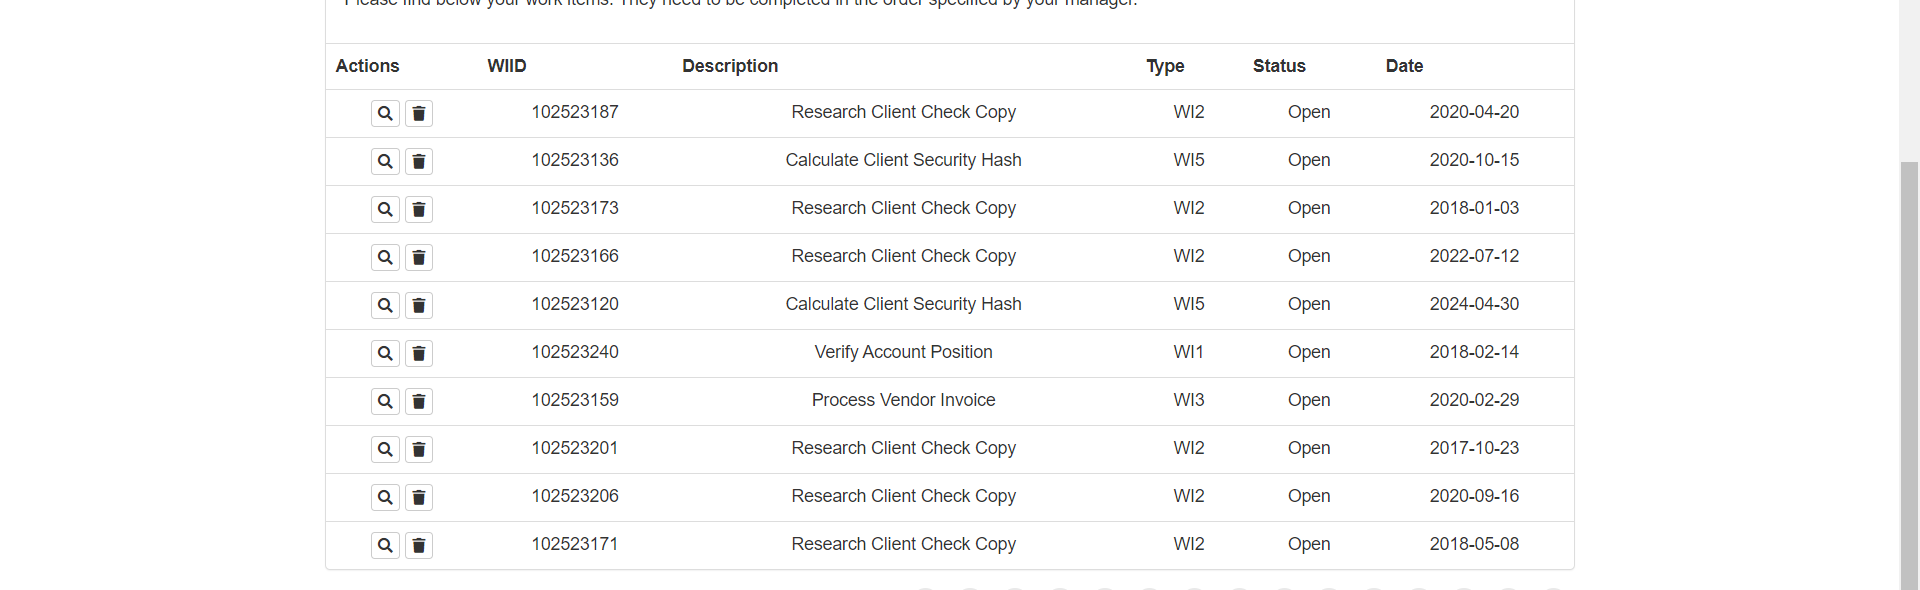 Please find below your work items. They need to be completed in the order specified by your manager.
Actions WIID Description Type Status Date
102523187 Research Client Check Copy WI2 Open 2020-04-20
102523136 Calculate Client Security Hash WI5 Open 2020-10-15
102523173 Research Client Check Copy WI2 Open 2018-01-03
102523166 Research Client Check Copy WI2 Open 2022-07-12
102523120 Calculate Client Security Hash WI5 Open 2024-04-30
102523240 Verify Account Position WI1 Open 2018-02-14
102523159 Process Vendor Invoice WI3 Open 2020-02-29
102523201 Research Client Check Copy WI2 Open 2017-10-23
102523206 Research Client Check Copy WI2 Open 2020-09-16
102523171 Research Client Check Copy WI2 Open 2018-05-08